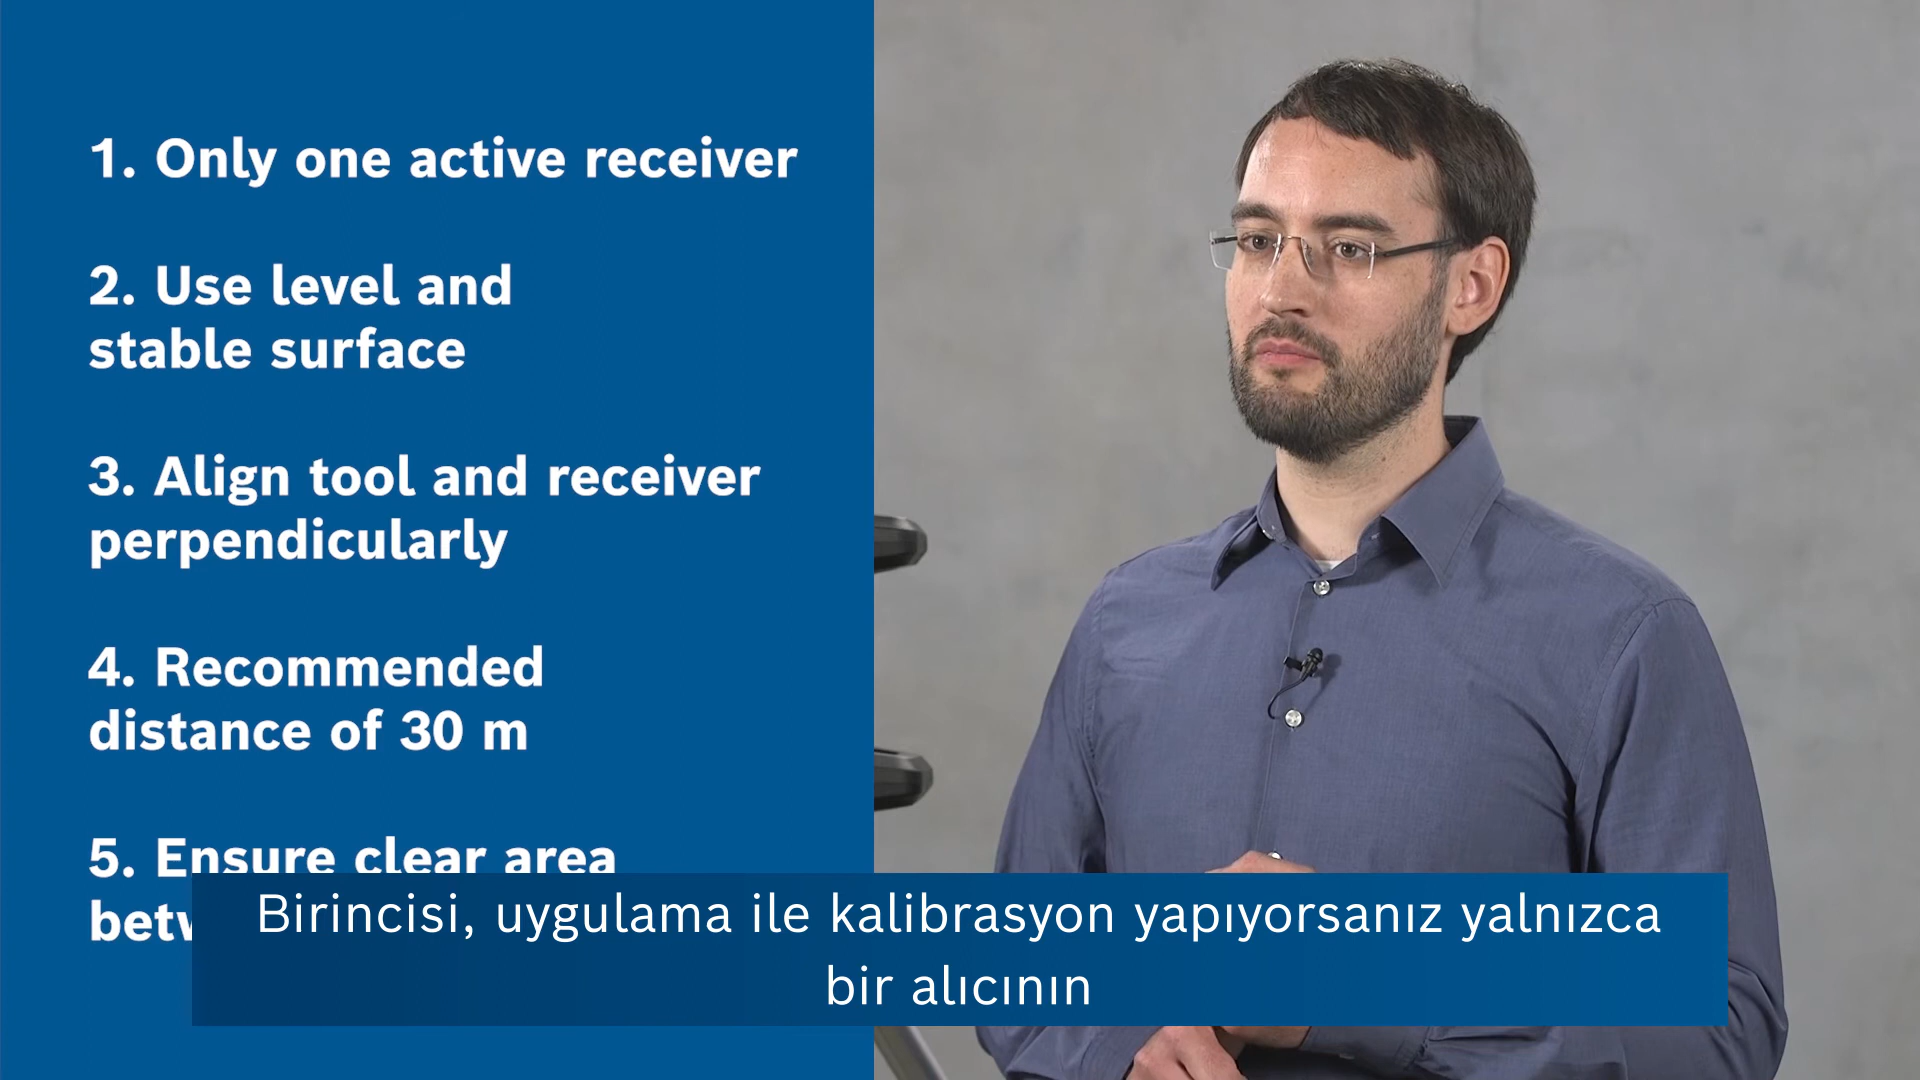 1. Only one active receiver
2. Use level and
stable surface
3. Align tool and receiver
perpendicularly
4. Recommended
distance of 30 m
5. Ensure clear area
Birincisi, uygulama ile kalibrasyon yapıyorsanız yalnızca
bir alıcının